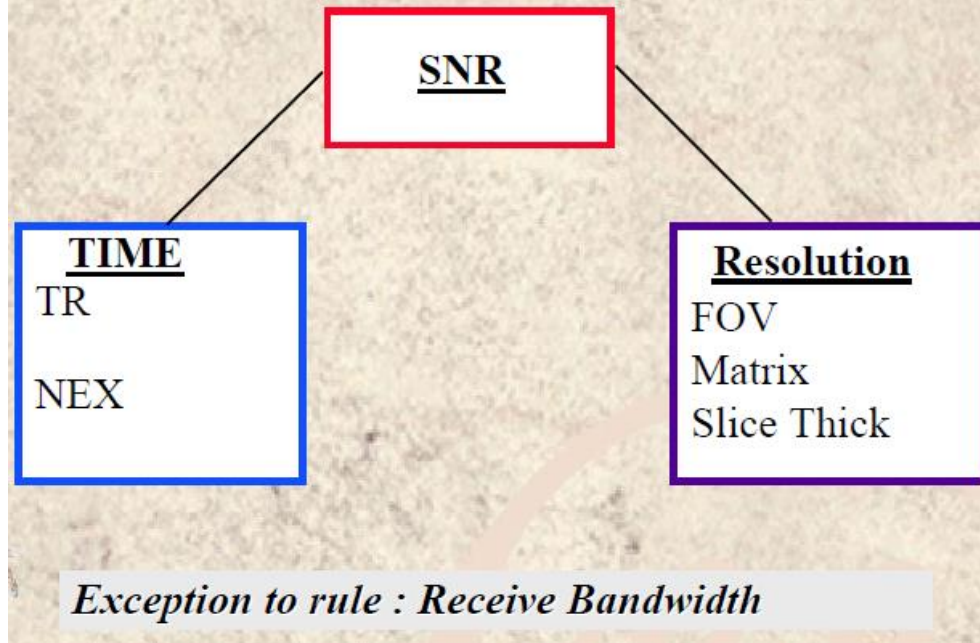 SNR
TIME
TR
NEX
Resolution
FOV
Matrix
Slice Thick
Exception to rule : Receive Bandwidth